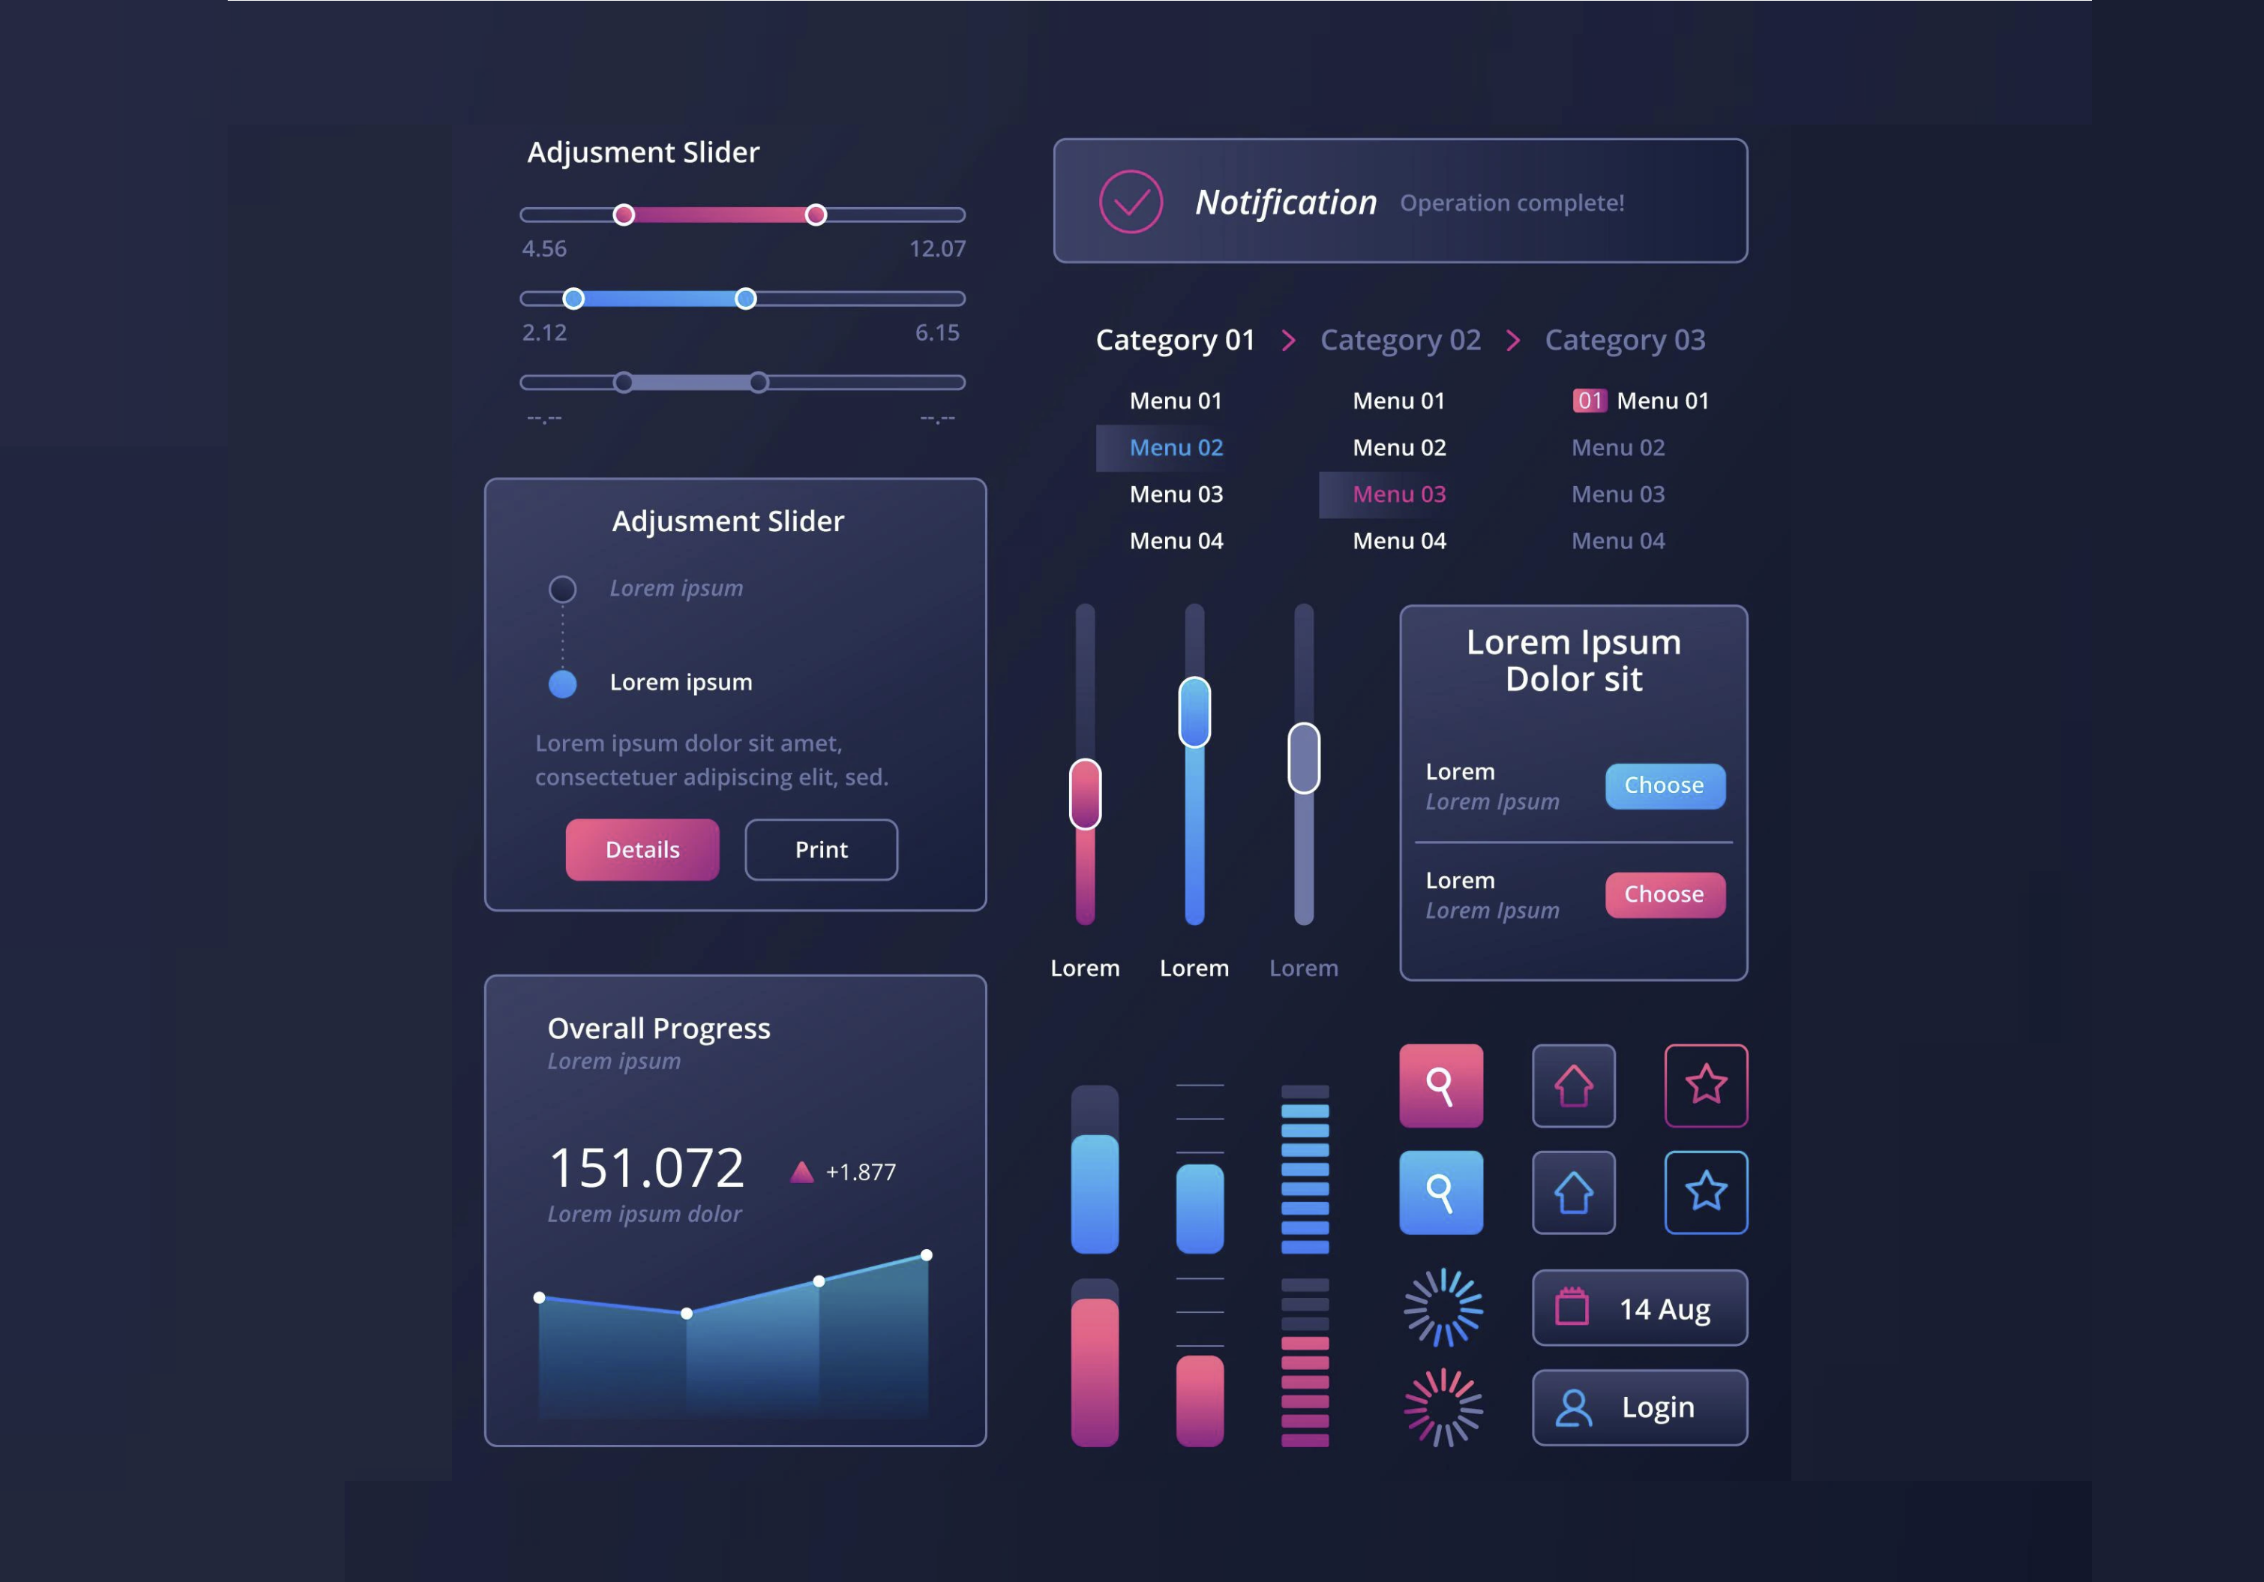 Adjusment Slider
4.56 12.07
2.12 6.15
--.-- --.--
Adjusment Slider
Lorem ipsum
Lorem ipsum
Lorem ipsum dolor sit amet,
consectetuer adipiscing elit, sed.
Details Print
Overall Progress
Lorem ipsum
151.072 +1.877
Lorem ipsum dolor
Notification Operation complete!
Category 01 > Category 02 > Category 03
Menu 01 Menu 01 01 Menu 01
Menu 02 Menu 02 Menu 02
Menu 03 Menu 03 Menu 03
Menu 04 Menu 04 Menu 04
Lorem Lorem Lorem
Lorem Ipsum
Dolor sit
Lorem
Lorem Ipsum
Choose
Lorem
Lorem Ipsum
Choose
14 Aug
Login